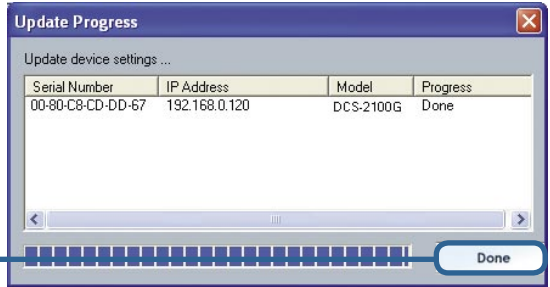 Update Progress
Update device settings ...
Serial Number IP Address Model Progress
00-80-C8-CD-DD-67 192.168.0.120 DCS-2100G Done
Done